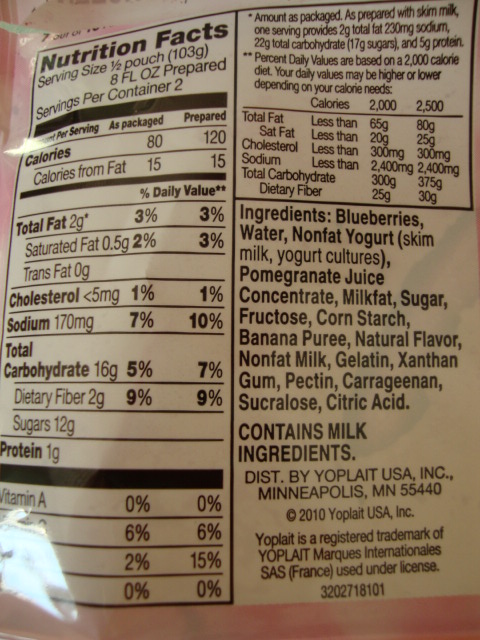 Nutrition Facts
Serving Size ½ pouch (103g)
8 FL OZ Prepared
Servings Per Container 2
Per Serving As packaged Prepared
Calories 80 120
Calories from Fat 15 15
% Daily Value**
Total Fat 2g* 3% 3%
Saturated Fat 0.5g 2% 3%
Trans Fat 0g
Cholesterol <5mg 1% 1%
Sodium 170mg 7% 10%
Total
Carbohydrate 16g 5% 7%
Dietary Fiber 2g 9% 9%
Sugars 12g
Protein 1g
Vitamin A 0% 0%
6% 6%
2% 15%
0% 0%
* Amount as packaged. As prepared with skim milk,
one serving provides 2g total fat 230mg sodium,
22g total carbohydrate (17g sugars), and 5g protein.
** Percent Daily Values are based on a 2,000 calorie
diet. Your daily values may be higher or lower
depending on your calorie needs:
Calories 2,000 2,500
Total Fat Less than 65g 80g
Sat Fat Less than 20g 25g
Cholesterol Less than 300mg 300mg
Sodium Less than 2,400mg 2,400mg
Total Carbohydrate 300g 375g
Dietary Fiber 25g 30g
Ingredients: Blueberries,
Water, Nonfat Yogurt (skim
milk, yogurt cultures),
Pomegranate Juice
Concentrate, Milkfat, Sugar,
Fructose, Corn Starch,
Banana Puree, Natural Flavor,
Nonfat Milk, Gelatin, Xanthan
Gum, Pectin, Carrageenan,
Sucralose, Citric Acid.
CONTAINS MILK
INGREDIENTS.
DIST. BY YOPLAIT USA, INC.,
MINNEAPOLIS, MN 55440
© 2010 Yoplait USA, Inc.
Yoplait is a registered trademark of
YOPLAIT Marques Internationales
SAS (France) used under license.
3202718101